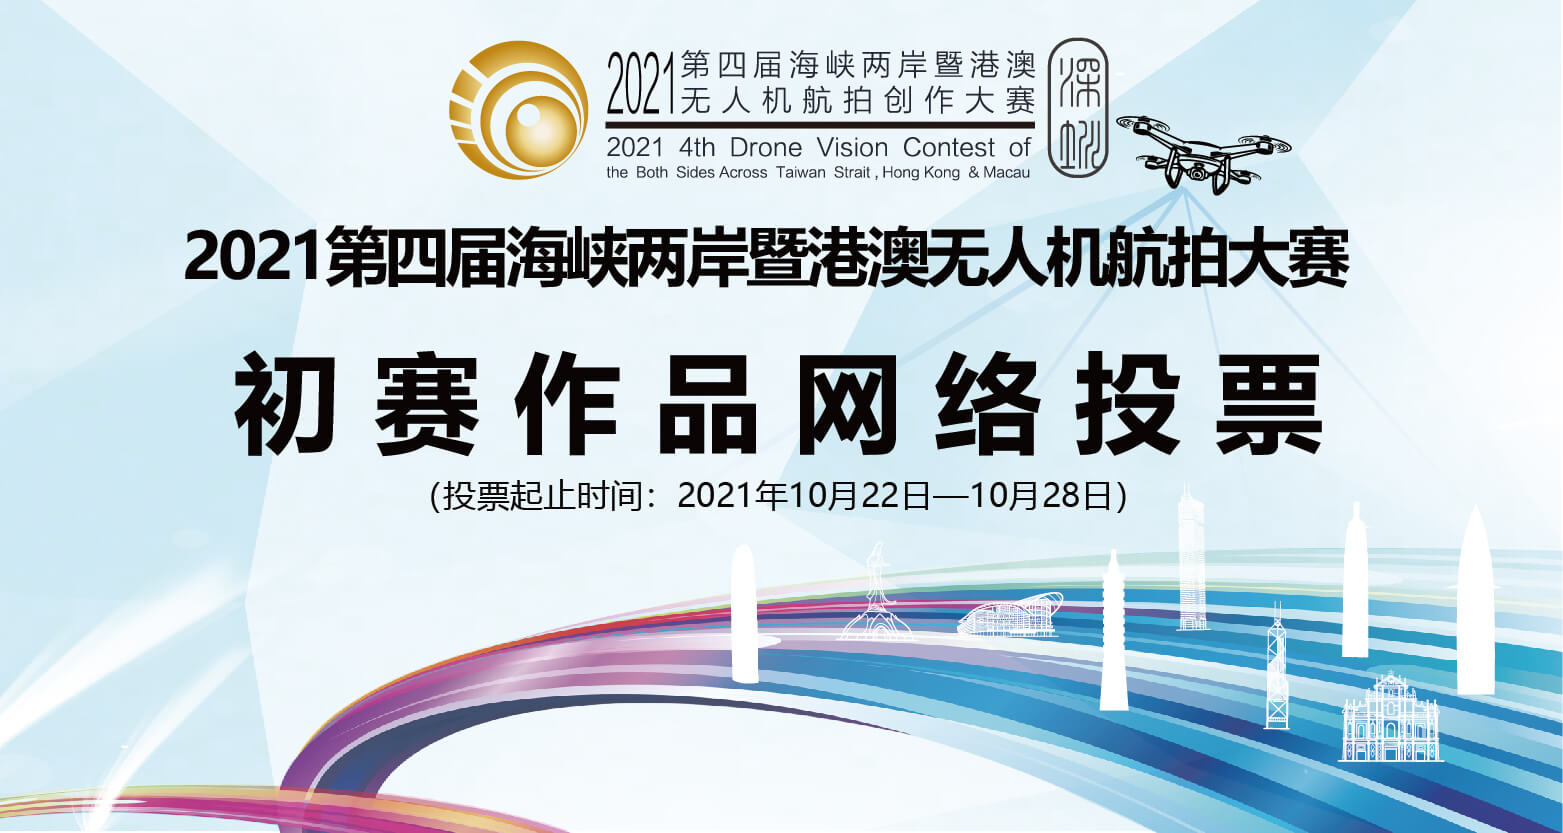 2021第四届海峡两岸暨港澳
无人机航拍创作大赛
2021 4th Drone Vision Contest of
the Both Sides Across Taiwan Strait , Hong Kong & Macau
深圳
2021第四届海峡两岸暨港澳无人机航拍大赛
初赛作品网络投票
（投票起止时间：2021年10月22日—10月28日）